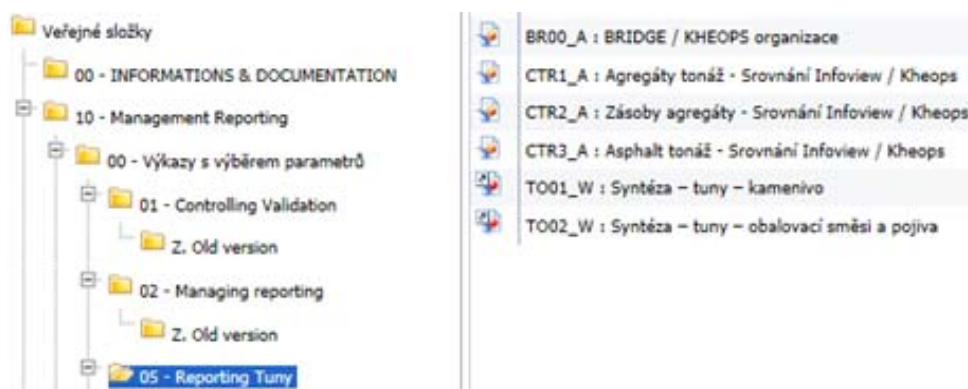 Veřejné složky
00 - INFORMATIONS & DOCUMENTATION
10 - Management Reporting
00 - Výkazy s výběrem parametrů
01 - Controlling Validation
Z. Old version
02 - Managing reporting
Z. Old version
05 - Reporting Tuny
BR00_A : BRIDGE / KHEOPS organizace
CTR1_A : Agregáty tonáž - Srovnání Infoview / Kheops
CTR2_A : Zásoby agregáty - Srovnání Infoview / Kheops
CTR3_A : Asphalt tonáž - Srovnání Infoview / Kheops
TO01_W : Syntéza – tuny – kamenivo
TO02_W : Syntéza – tuny – obalovací směsi a pojiva